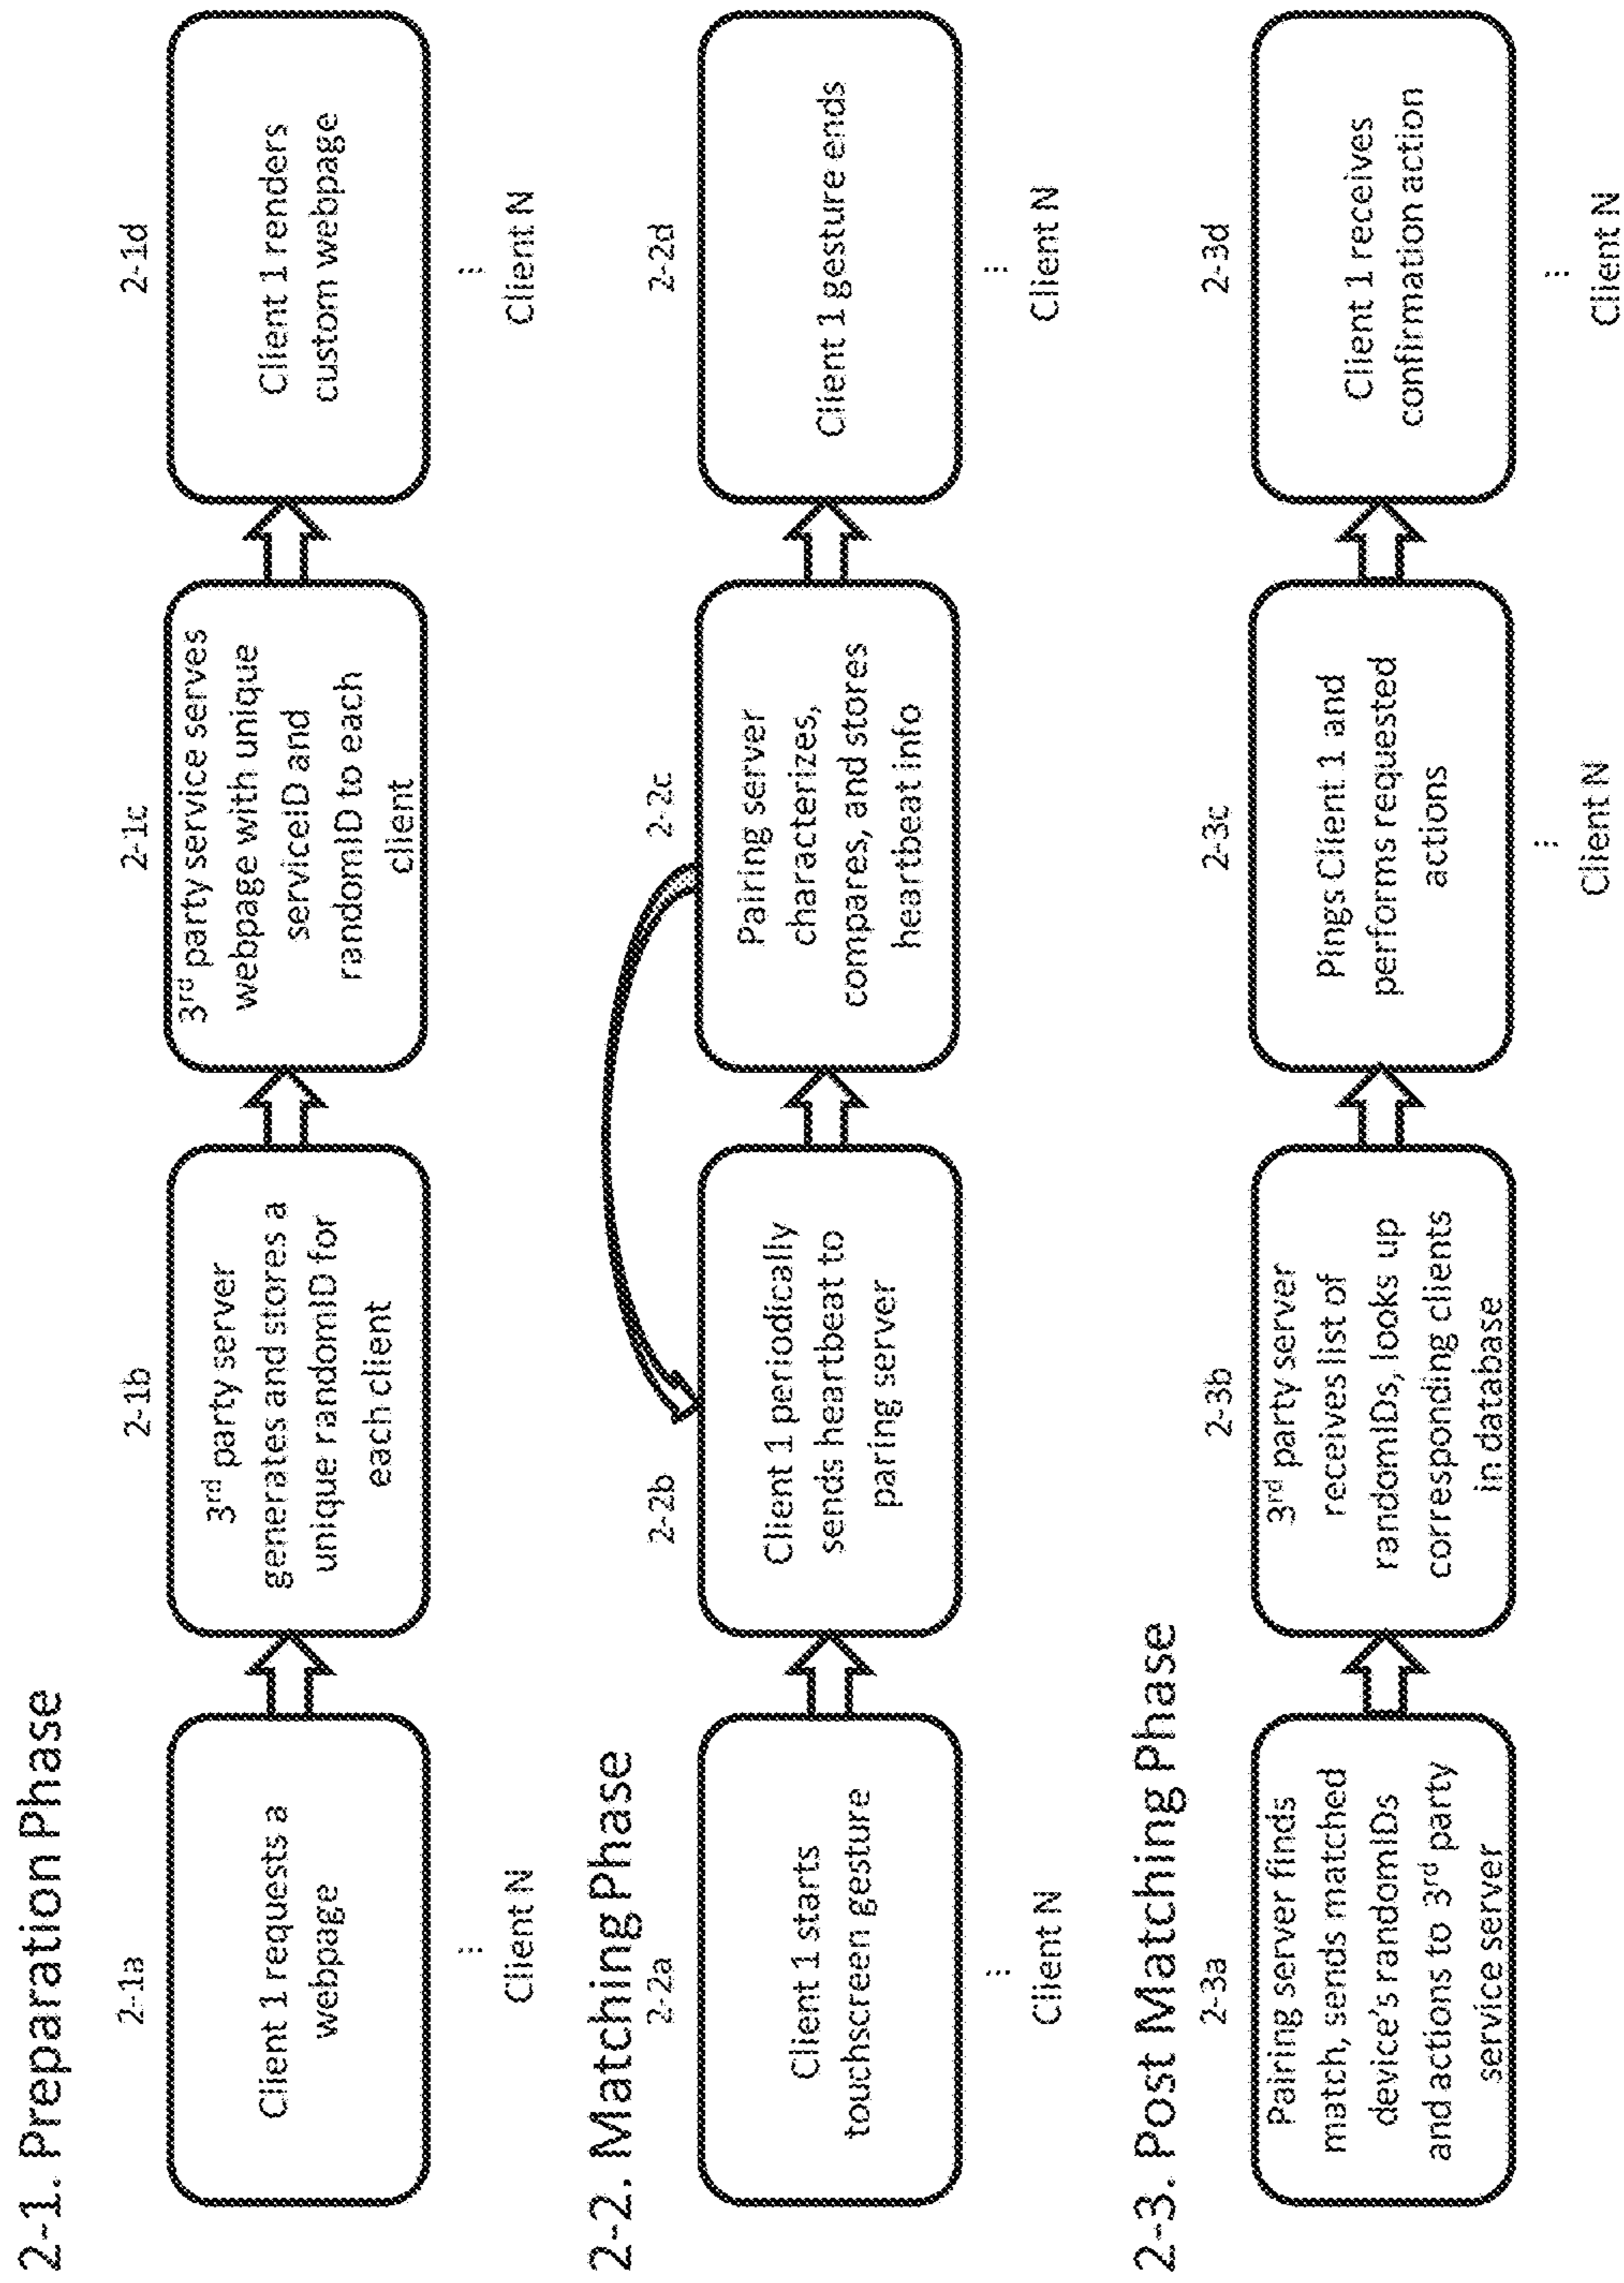 2-1. Preparation Phase
2-1a
Client 1 requests a
webpage
⋮
Client N
2-1b
3rd party server
generates and stores a
unique randomID for
each client
2-1c
3rd party service serves
webpage with unique
serviceID and
randomID to each
client
2-1d
Client 1 renders
custom webpage
⋮
Client N
2-2. Matching Phase
2-2a
Client 1 starts
touchscreen gesture
⋮
Client N
2-2b
Client 1 periodically
sends heartbeat to
paring server
2-2c
Pairing server
characterizes,
compares, and stores
heartbeat info
2-2d
Client 1 gesture ends
⋮
Client N
2-3. Post Matching Phase
2-3a
Pairing server finds
match, sends matched
device's randomIDs
and actions to 3rd party
service server
2-3b
3rd party server
receives list of
randomIDs, looks up
corresponding clients
in database
2-3c
Pings Client 1 and
performs requested
actions
⋮
Client N
2-3d
Client 1 receives
confirmation action
⋮
Client N